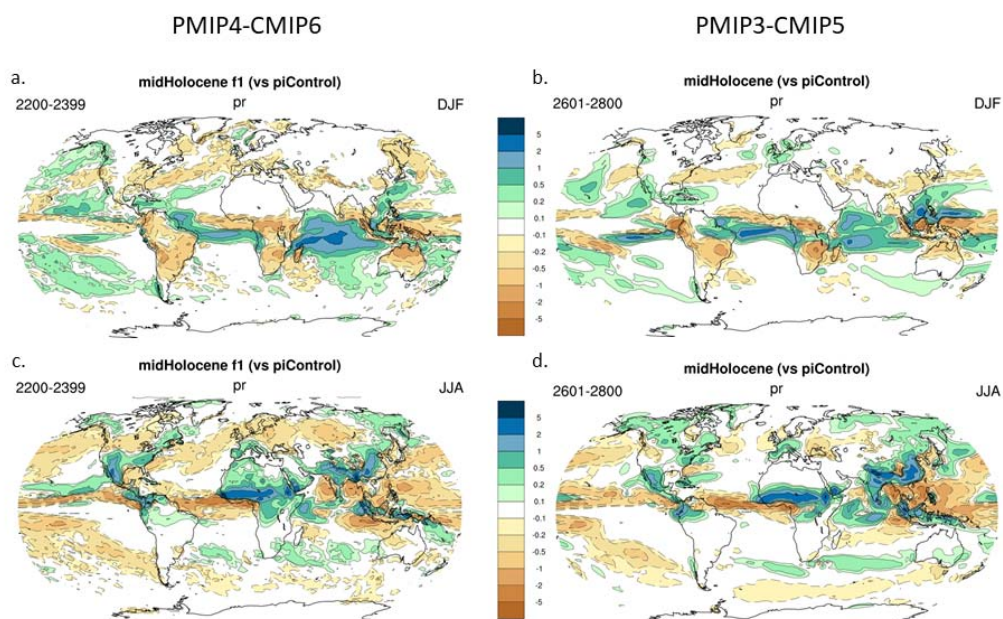 PMIP4-CMIP6
PMIP3-CMIP5
a.
midHolocene f1 (vs piControl)
2200-2399
pr
DJF
b.
midHolocene (vs piControl)
2601-2800
pr
DJF
5
2
1
0.5
0.2
0.1
-0.1
-0.2
-0.5
-1
-2
-5
c.
midHolocene f1 (vs piControl)
2200-2399
pr
JJA
d.
midHolocene (vs piControl)
2601-2800
pr
JJA
5
2
1
0.5
0.2
0.1
-0.1
-0.2
-0.5
-1
-2
-5